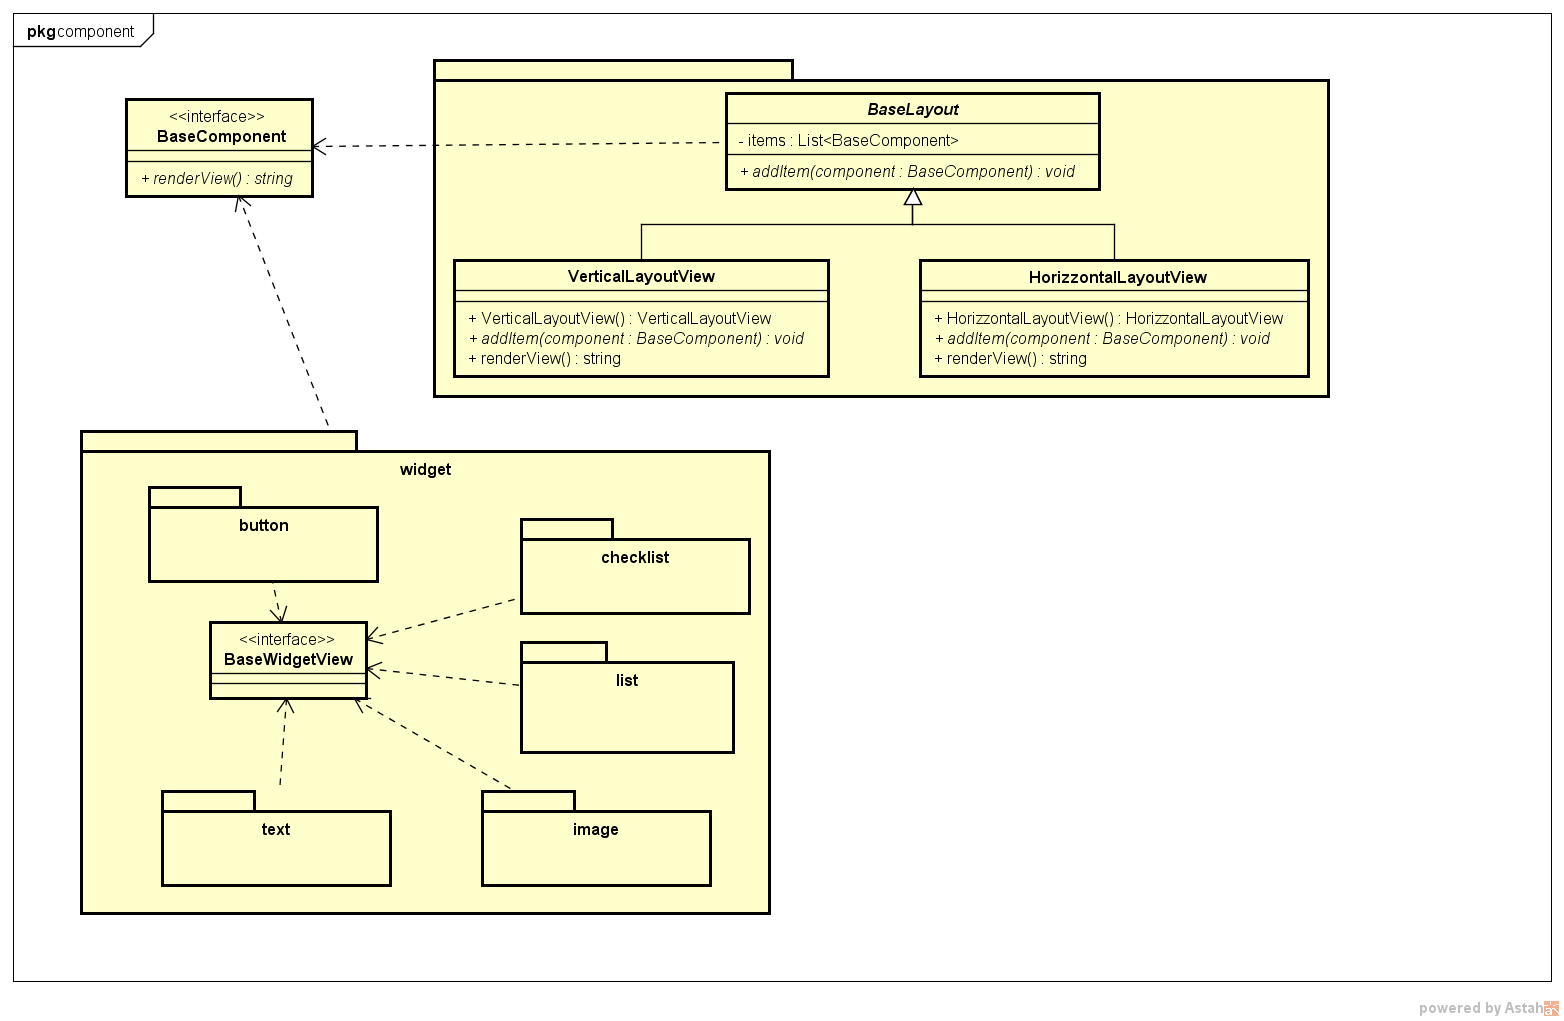 pkg component
<<interface>>
BaseComponent
+ renderView() : string
BaseLayout
- items : List<BaseComponent>
+ addItem(component : BaseComponent) : void
VerticalLayoutView
+ VerticalLayoutView() : VerticalLayoutView
+ addItem(component : BaseComponent) : void
+ renderView() : string
HorizzontalLayoutView
+ HorizzontalLayoutView() : HorizzontalLayoutView
+ addItem(component : BaseComponent) : void
+ renderView() : string
widget
button
checklist
<<interface>>
BaseWidgetView
list
text
image
powered by Astah